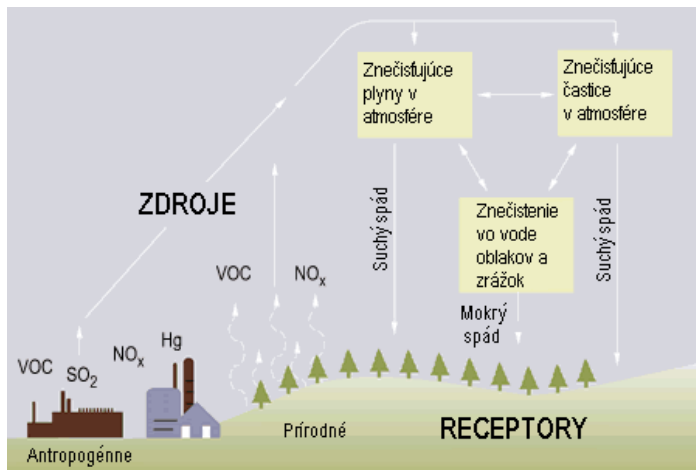 Znečisťujúce
plyny v
atmosfére
Znečisťujúce
častice
v atmosfére
ZDROJE
Suchý spád
Znečistenie
vo vode
oblakov a
zrážok
Suchý spád
VOC
NOx
Mokrý
spád
VOC
SO2
NOx
Hg
Prírodné
RECEPTORY
Antropogénne